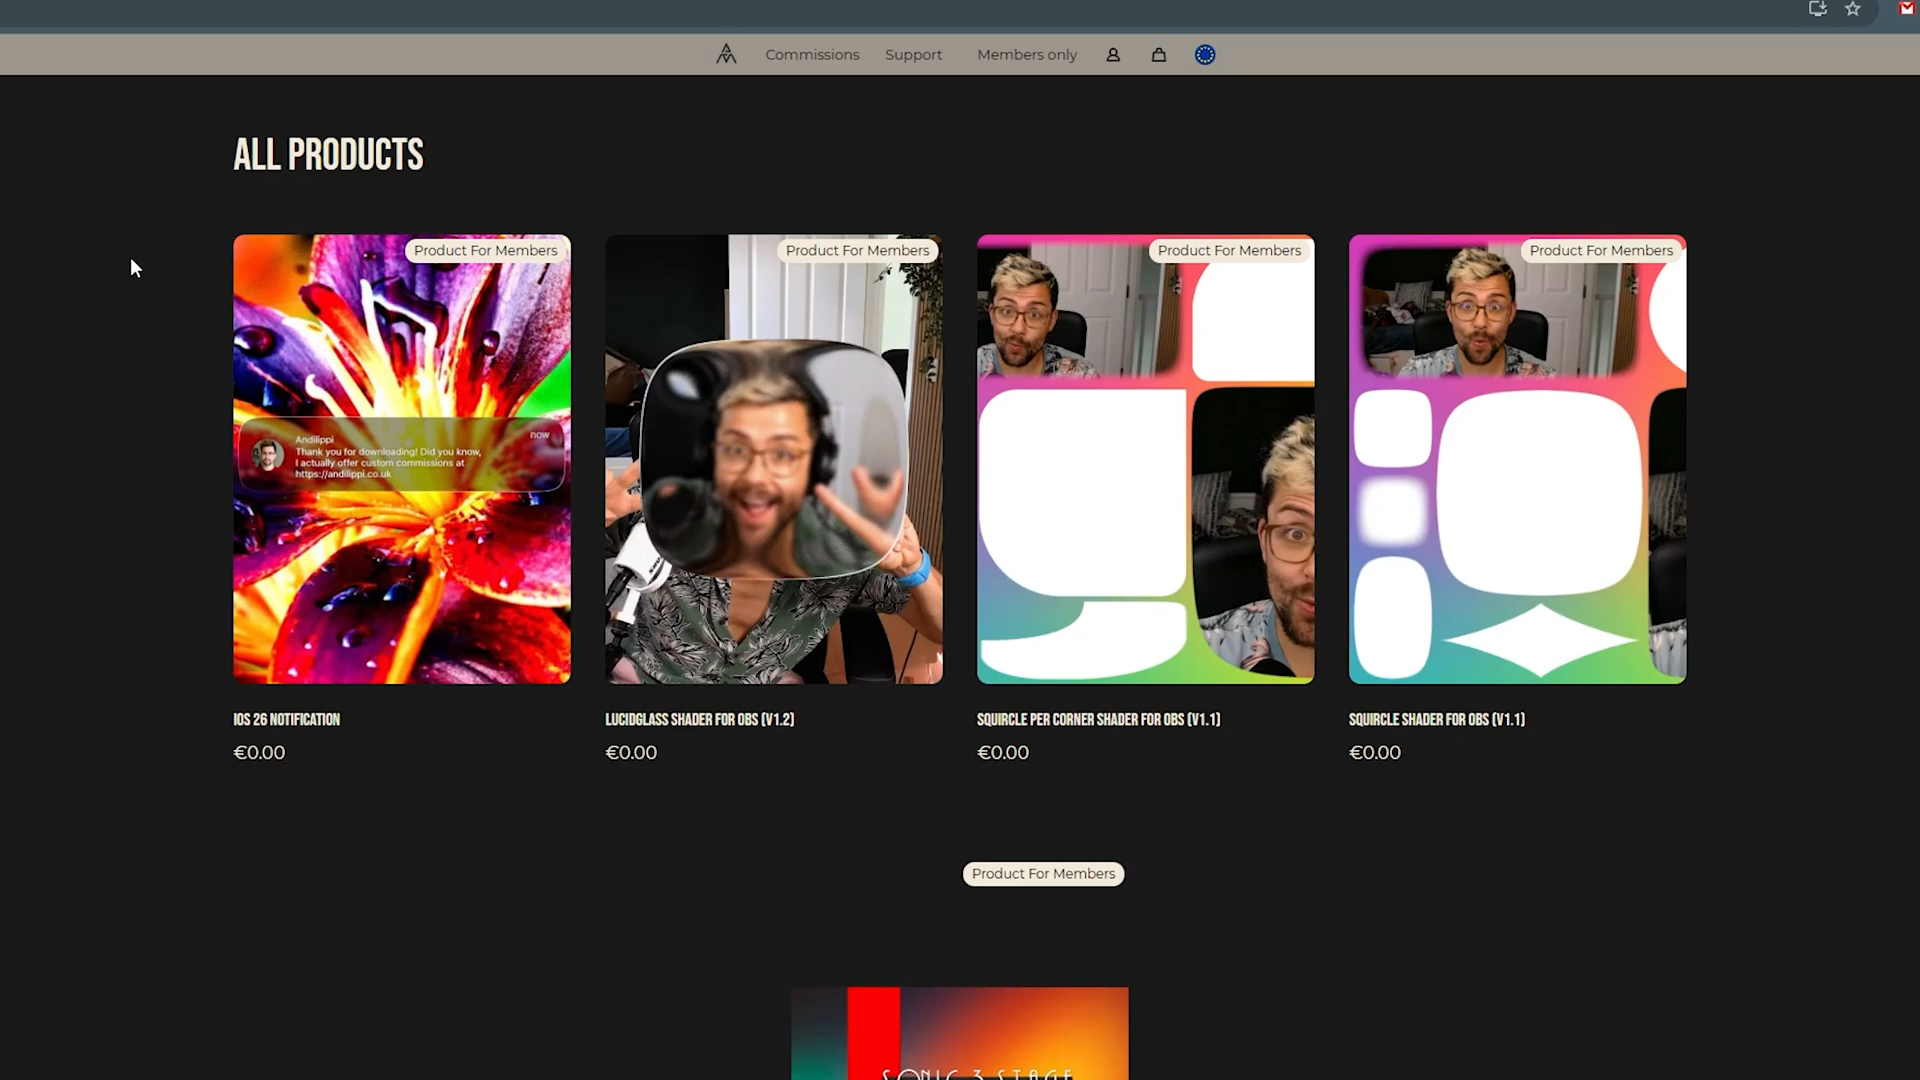 Commissions
Support
Members only
ALL PRODUCTS
Product For Members
Product For Members
Product For Members
Product For Members
Andilippi
now
Thank you for downloading! Did you know,
I actually offer custom commissions at
https://andilippi.co.uk
IOS 26 NOTIFICATION
LUCIDGLASS SHADER FOR OBS (V1.2)
SQUIRCLE PER CORNER SHADER FOR OBS (V1.1)
SQUIRCLE SHADER FOR OBS (V1.1)
€0.00
€0.00
€0.00
€0.00
Product For Members
SONIC 3 STAGE